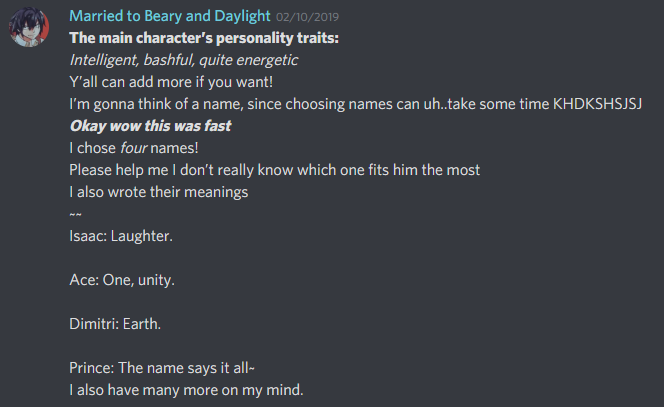 Married to Beary and Daylight 02/10/2019
The main character's personality traits:
Intelligent, bashful, quite energetic
Y'all can add more if you want!
I'm gonna think of a name, since choosing names can uh..take some time KHDKSHSJSJ
Okay wow this was fast
I chose four names!
Please help me I don't really know which one fits him the most
I also wrote their meanings
~~
Isaac: Laughter.
Ace: One, unity.
Dimitri: Earth.
Prince: The name says it all~
I also have many more on my mind.